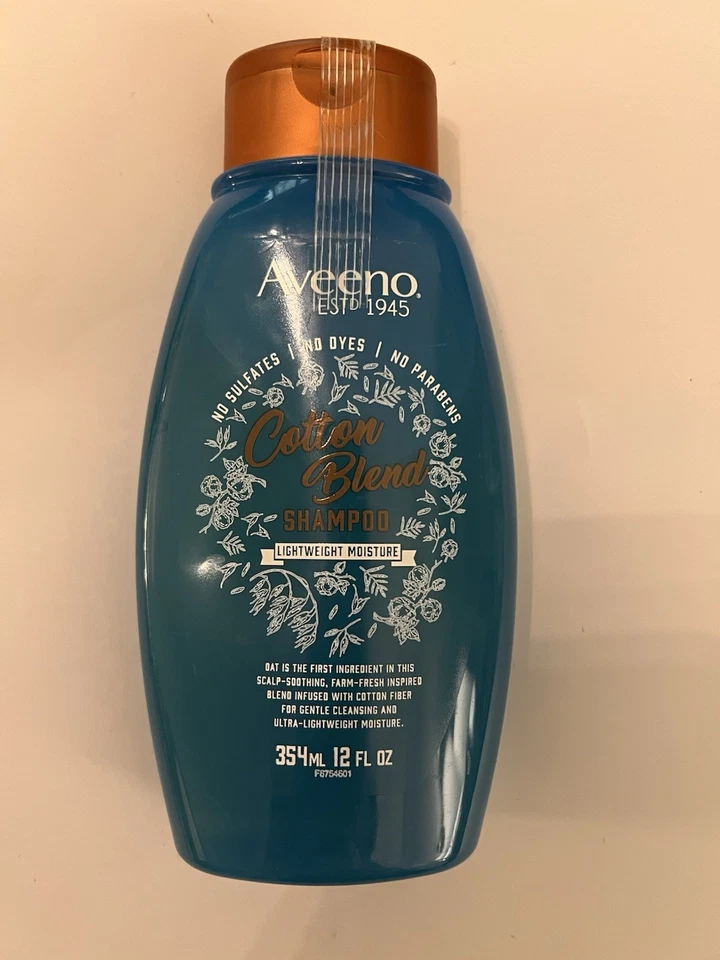 Aveeno®
ESTD 1945
NO SULFATES | NO DYES | NO PARABENS
Cotton
Blend
SHAMPOO
LIGHTWEIGHT MOISTURE
OAT IS THE FIRST INGREDIENT IN THIS
SCALP-SOOTHING, FARM-FRESH INSPIRED
BLEND INFUSED WITH COTTON FIBER
FOR GENTLE CLEANSING AND
ULTRA-LIGHTWEIGHT MOISTURE.
354ML 12 FL OZ
F8754601